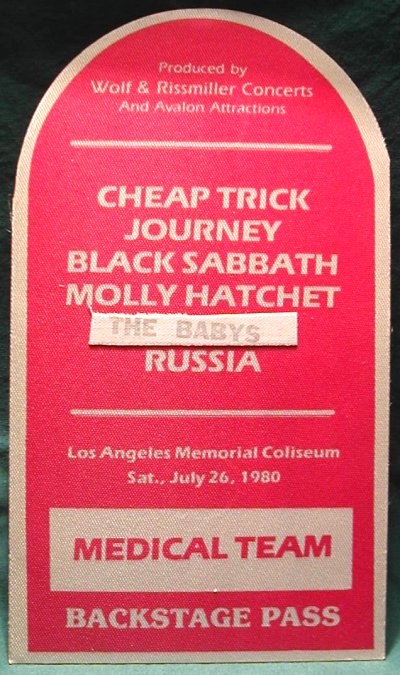 Produced by
Wolf & Rissmiller Concerts
And Avalon Attractions
CHEAP TRICK
JOURNEY
BLACK SABBATH
MOLLY HATCHET
THE BABYS
RUSSIA
Los Angeles Memorial Coliseum
Sat., July 26, 1980
MEDICAL TEAM
BACKSTAGE PASS